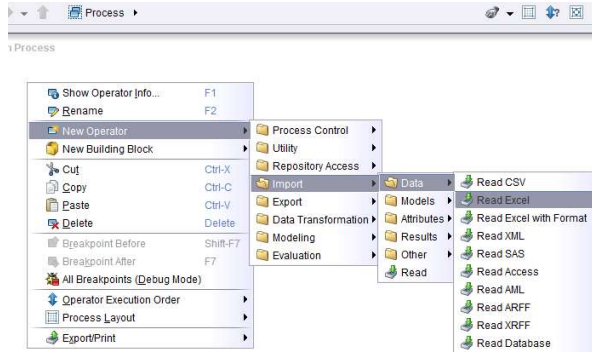 Process
Process
Show Operator Info... F1
Rename F2
New Operator
New Building Block
Cut Ctrl-X
Copy Ctrl-C
Paste Ctrl-V
Delete Delete
Breakpoint Before Shift-F7
Breakpoint After F7
All Breakpoints (Debug Mode)
Operator Execution Order
Process Layout
Export/Print
Process Control
Utility
Repository Access
Import
Export
Data Transformation
Modeling
Evaluation
Data
Models
Attributes
Results
Other
Read
Read CSV
Read Excel
Read Excel with Format
Read XML
Read SAS
Read Access
Read AML
Read ARFF
Read XRFF
Read Database